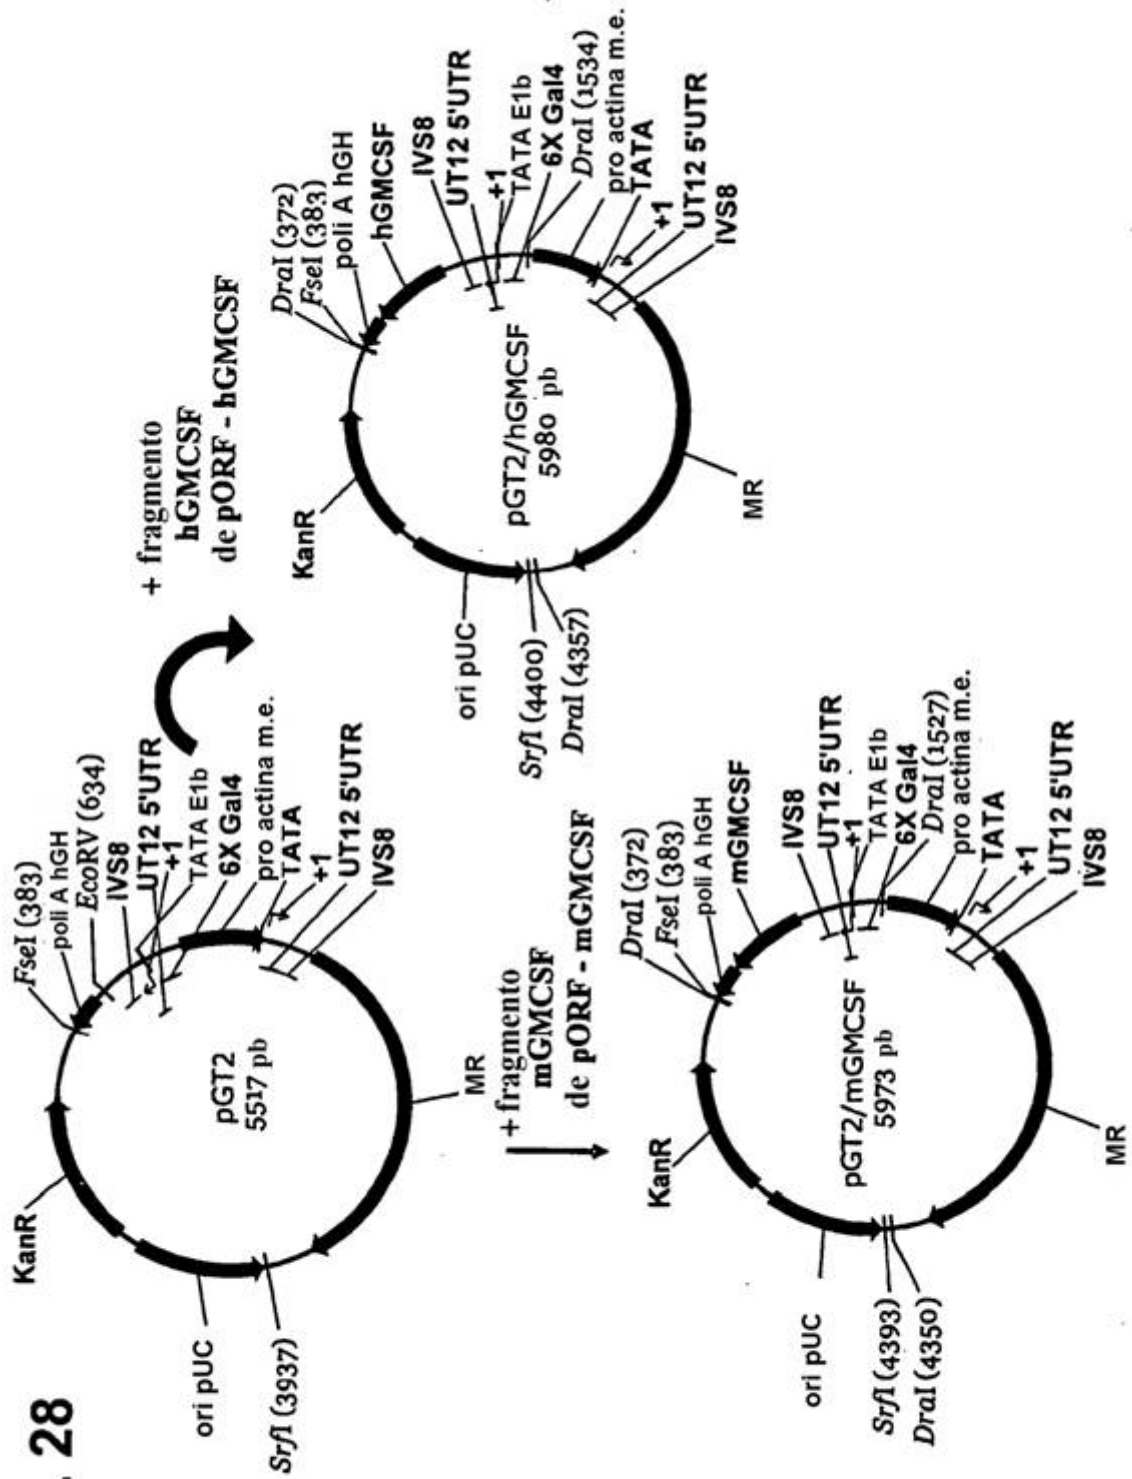 28
FseI (383)
poli A hGH
EcoRV (634)
IVS8
UT12 5'UTR
+1
TATA E1b
6X Gal4
pro actina m.e.
TATA
+1
UT12 5'UTR
IVS8
KanR
pGT2
5517 pb
ori pUC
SrfI (3937)
MR
+ fragmento
hGMCSF
de pORF - hGMCSF
DraI (372)
FseI (383)
poli A hGH
hGMCSF
IVS8
UT12 5'UTR
+1
TATA E1b
6X Gal4
DraI (1534)
pro actina m.e.
TATA
+1
UT12 5'UTR
IVS8
KanR
pGT2/hGMCSF
5980 pb
ori pUC
SrfI (4400)
DraI (4357)
MR
+ fragmento
mGMCSF
de pORF - mGMCSF
DraI (372)
FseI (383)
poli A hGH
mGMCSF
IVS8
UT12 5'UTR
+1
TATA E1b
6X Gal4
DraI (1527)
pro actina m.e.
TATA
+1
UT12 5'UTR
IVS8
KanR
pGT2/mGMCSF
5973 pb
ori pUC
SrfI (4393)
DraI (4350)
MR